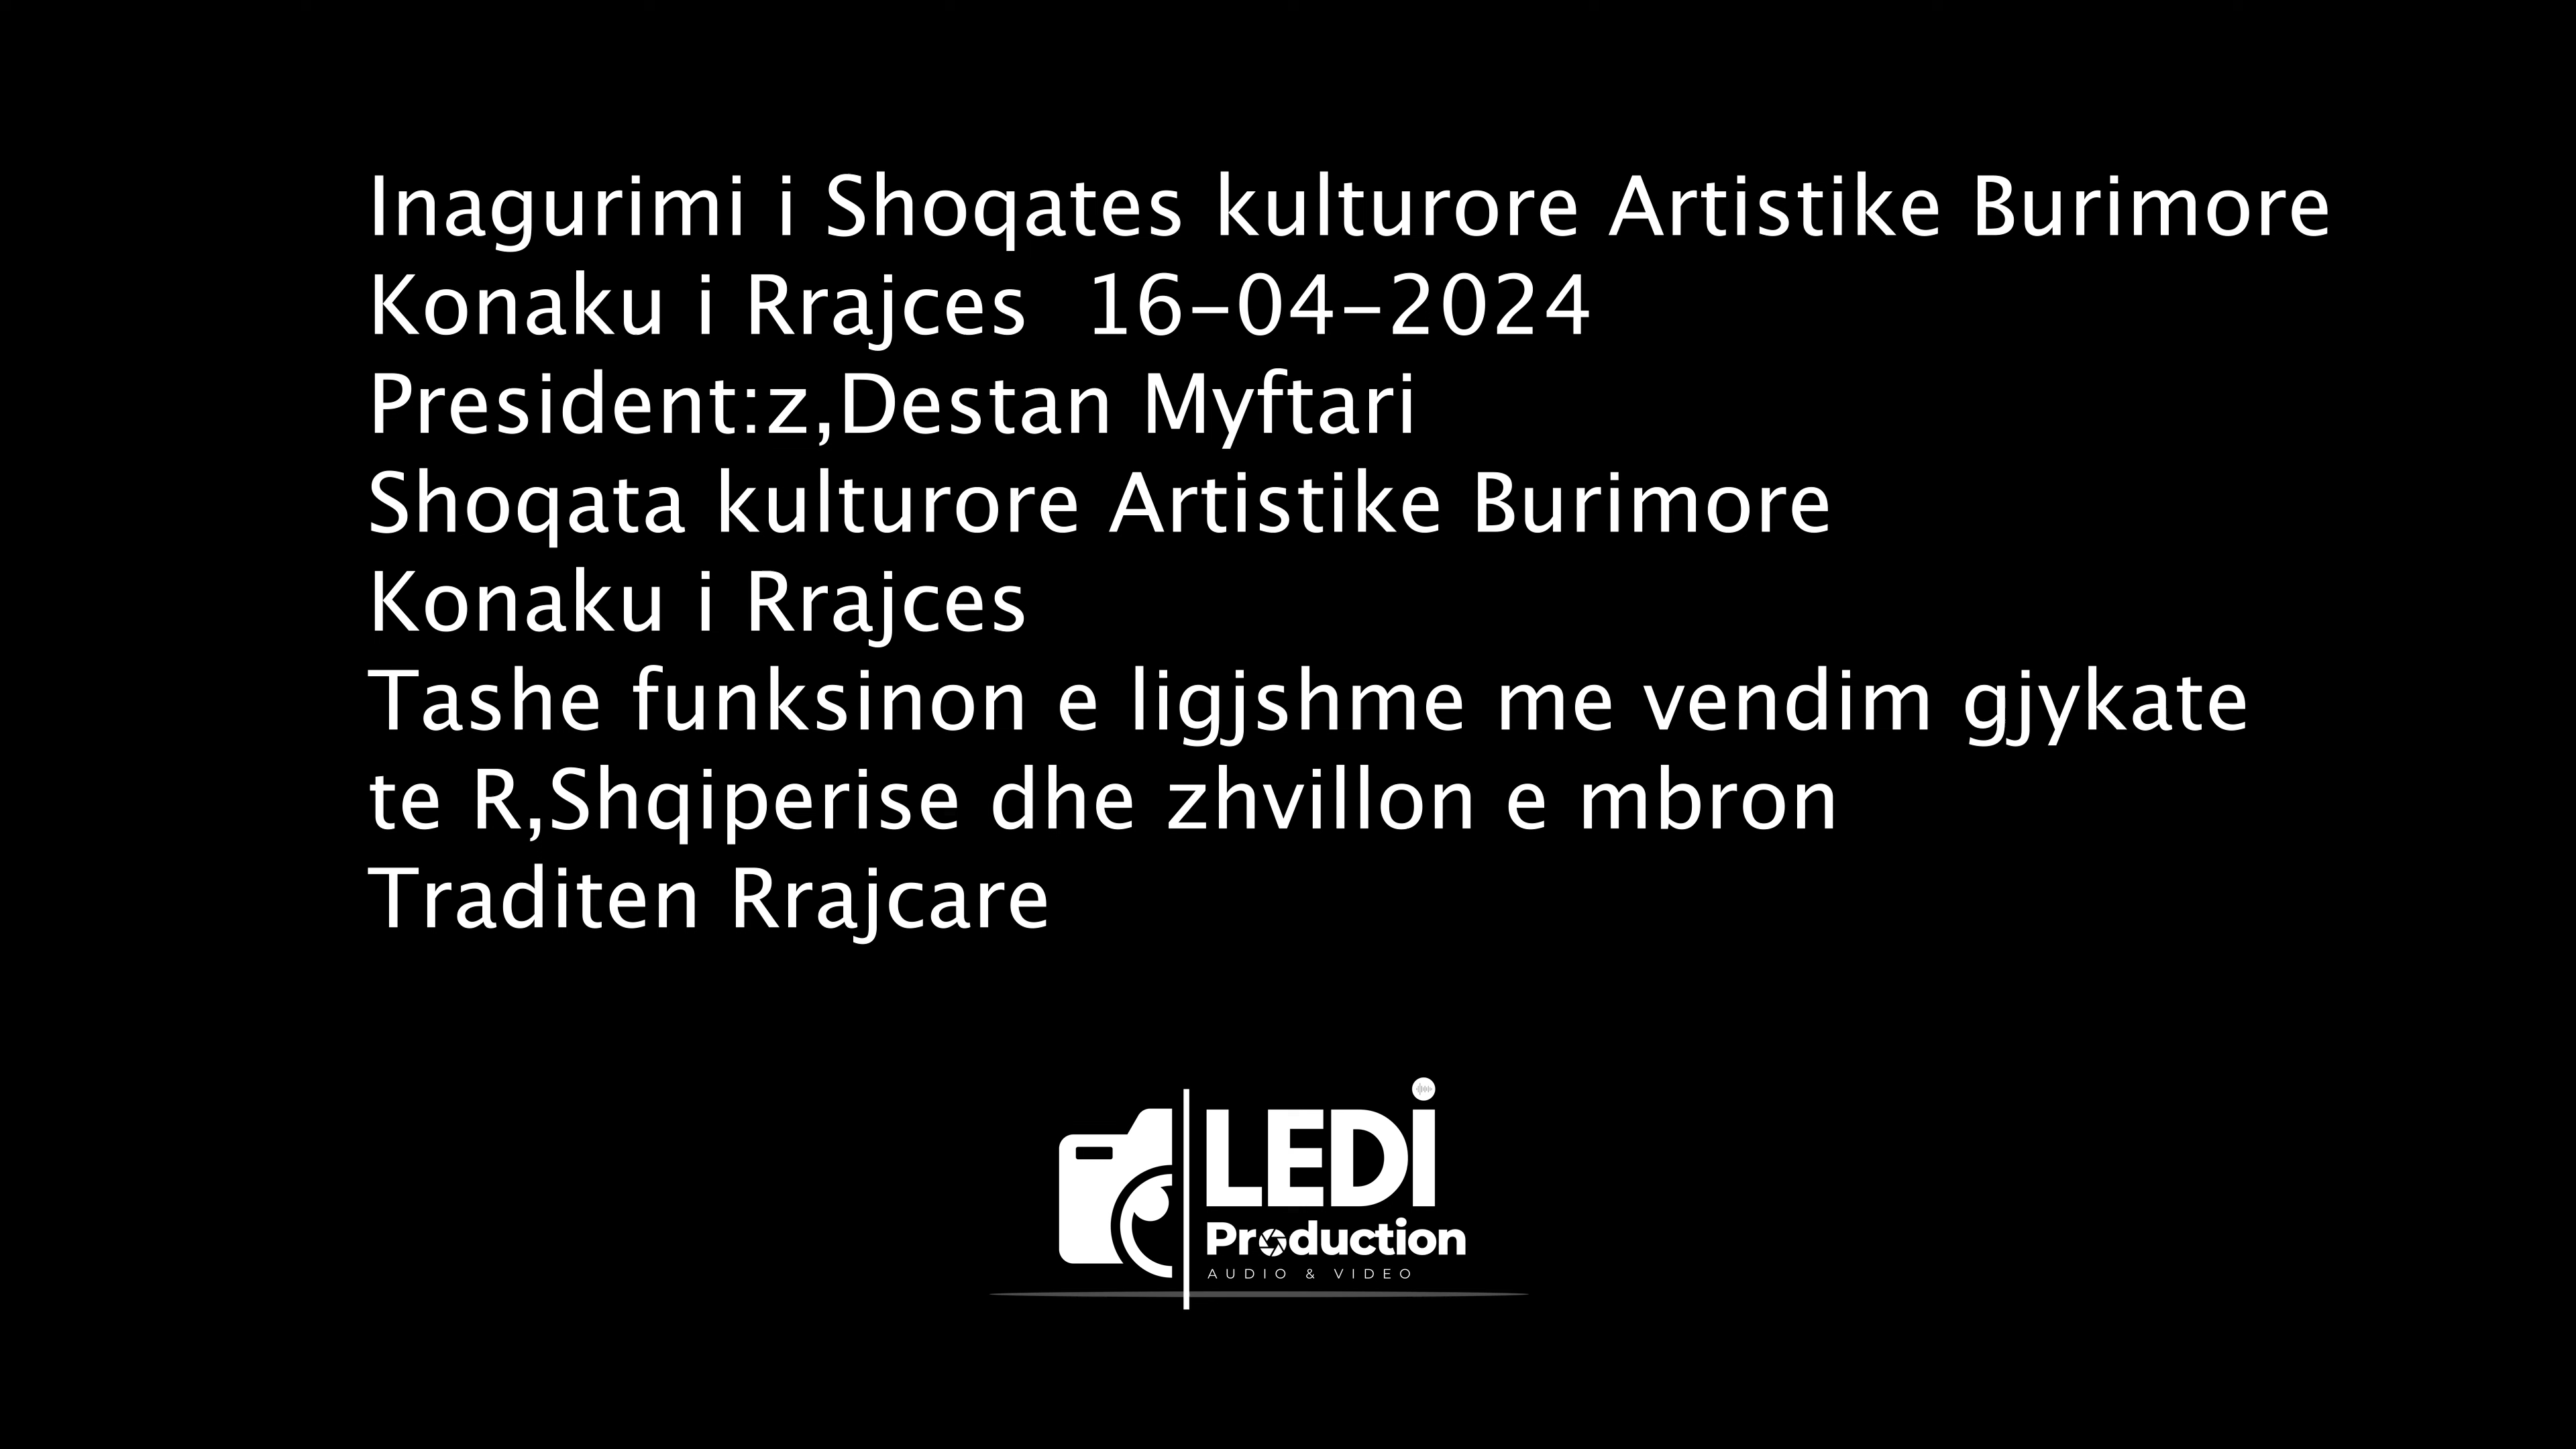 Inagurimi i Shoqates kulturore Artistike Burimore
Konaku i Rrajces  16-04-2024
President:z,Destan Myftari
Shoqata kulturore Artistike Burimore
Konaku i Rrajces
Tashe funksinon e ligjshme me vendim gjykate
te R,Shqiperise dhe zhvillon e mbron
Traditen Rrajcare
LEDi
Production
AUDIO & VIDEO